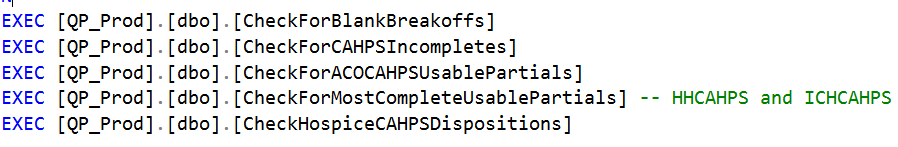 EXEC [QP_Prod].[dbo].[CheckForBlankBreakoffs]
EXEC [QP_Prod].[dbo].[CheckForCAHPSIncompletes]
EXEC [QP_Prod].[dbo].[CheckForACOCAHPSUsablePartials]
EXEC [QP_Prod].[dbo].[CheckForMostCompleteUsablePartials] -- HHCAHPS and ICHCAHPS
EXEC [QP_Prod].[dbo].[CheckHospiceCAHPSDispositions]